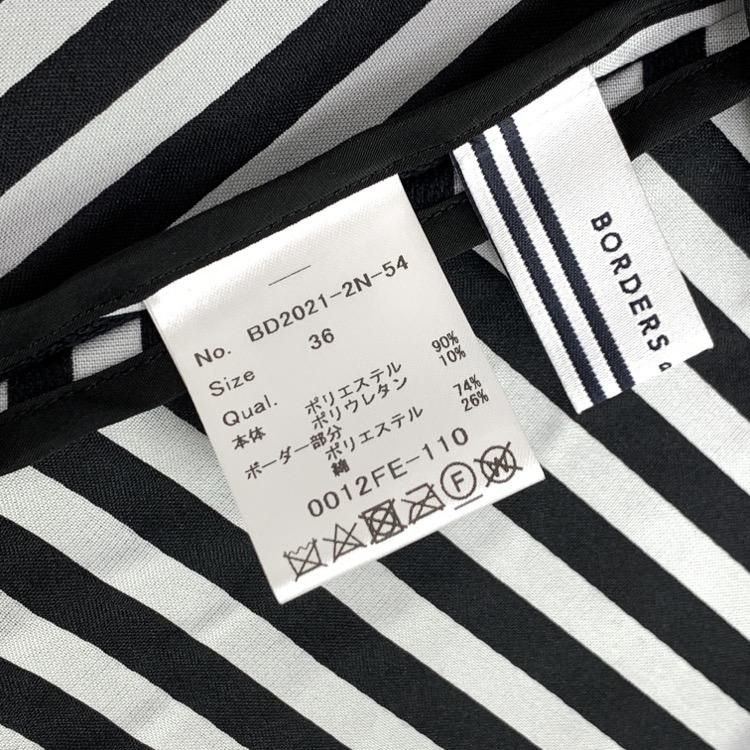 No. BD2021-2N-54
Size 36
Qual.
本体 ポリエステル 90%
ポリウレタン 10%
ボーダー部分 ポリエステル 74%
綿 26%
0012FE-110
F W
BORDERS